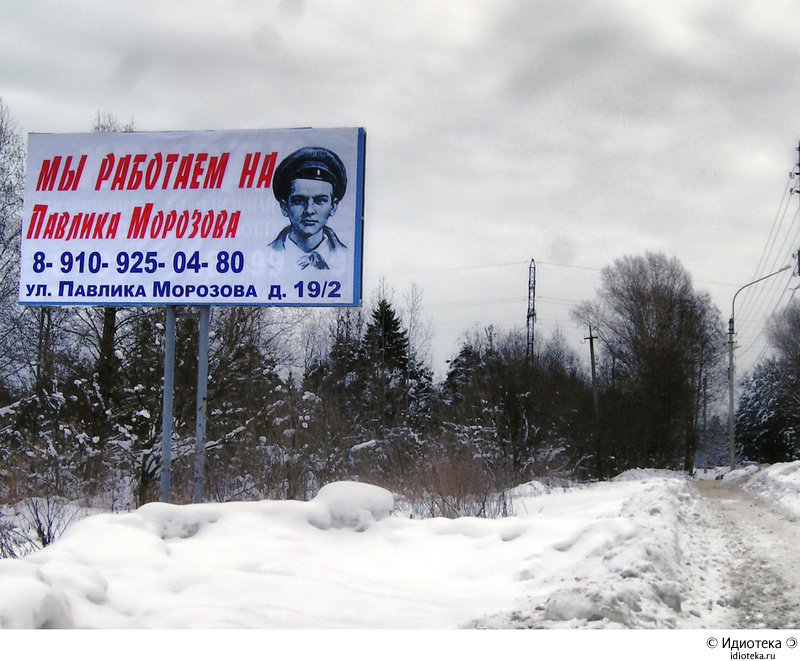 Мы работаем на
Павлика Морозова
8- 910- 925- 04- 80
ул. Павлика Морозова д. 19/2
© Идиотека
idioteka.ru